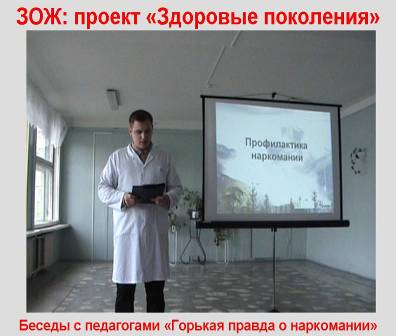 ЗОЖ: проект «Здоровые поколения»
Профилактика
наркомании
Беседы с педагогами «Горькая правда о наркомании»